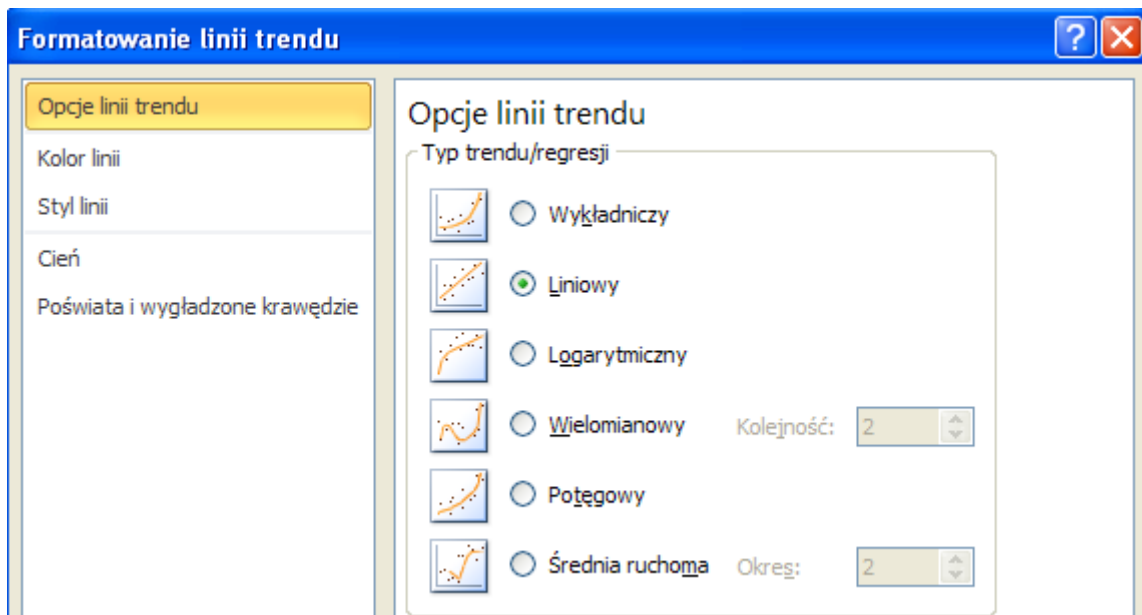 Formatowanie linii trendu
?
Opcje linii trendu
Kolor linii
Styl linii
Cień
Poświata i wygładzone krawędzie
Opcje linii trendu
Typ trendu/regresji
Wykładniczy
Liniowy
Logarytmiczny
Wielomianowy Kolejność: 2
Potęgowy
Średnia ruchoma Okres: 2